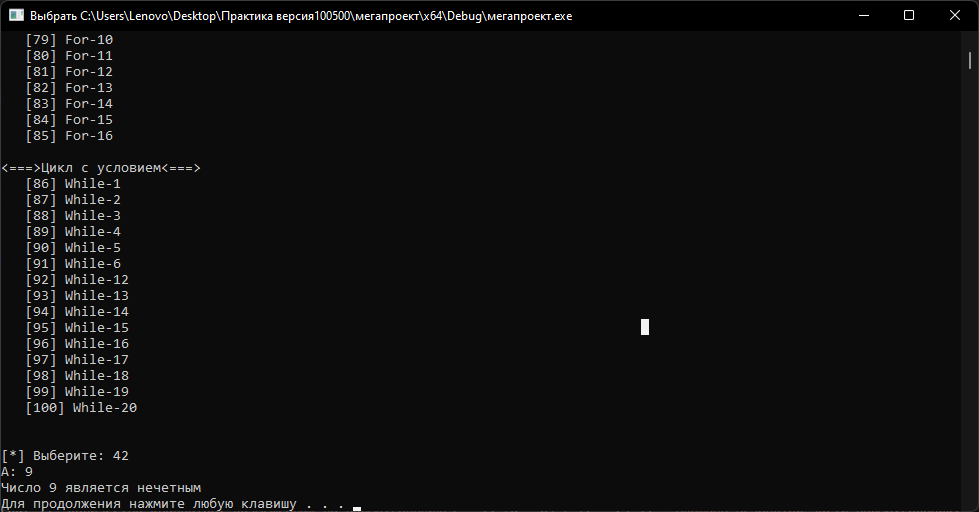 Выбрать C:\Users\Lenovo\Desktop\Практика версия100500\мегапроект\x64\Debug\мегапроект.exe
[79] For-10
[80] For-11
[81] For-12
[82] For-13
[83] For-14
[84] For-15
[85] For-16
<===>Цикл с условием<===>
[86] While-1
[87] While-2
[88] While-3
[89] While-4
[90] While-5
[91] While-6
[92] While-12
[93] While-13
[94] While-14
[95] While-15
[96] While-16
[97] While-17
[98] While-18
[99] While-19
[100] While-20
[*] Выберите: 42
A: 9
Число 9 является нечетным
Для продолжения нажмите любую клавишу . . .